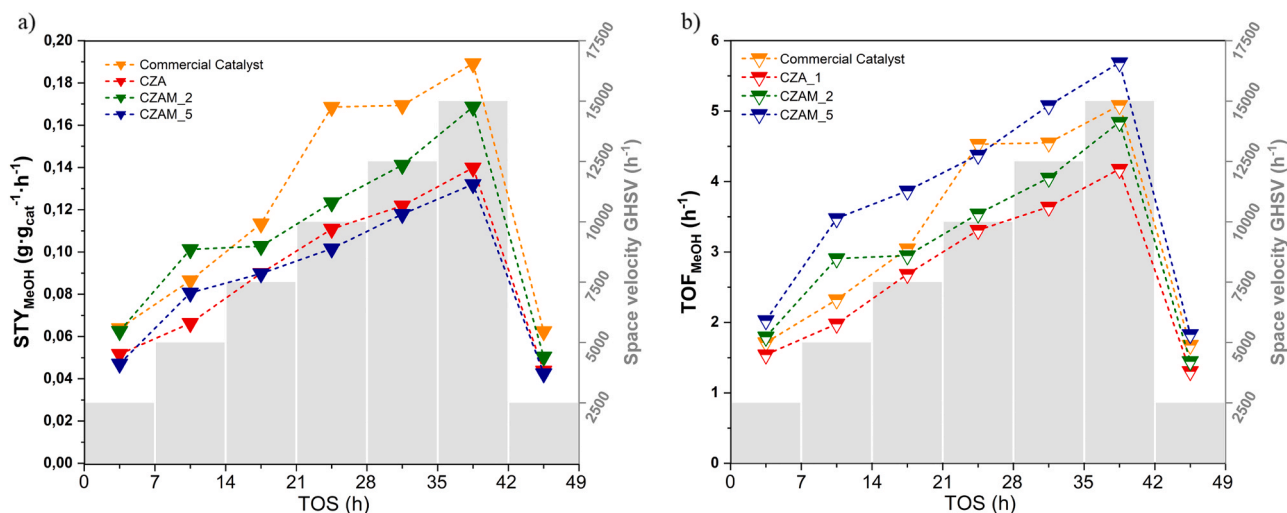 a)
STY_MeOH (g·g_cat^-1·h^-1)
0,20
0,18
0,16
0,14
0,12
0,10
0,08
0,06
0,04
0,02
0,00
Commercial Catalyst
CZA
CZAM_2
CZAM_5
17500
15000
12500
10000
7500
5000
2500
Space velocity GHSV (h^-1)
0 7 14 21 28 35 42 49
TOS (h)
b)
TOF_MeOH (h^-1)
6
5
4
3
2
1
0
Commercial Catalyst
CZA_1
CZAM_2
CZAM_5
17500
15000
12500
10000
7500
5000
2500
Space velocity GHSV (h^-1)
0 7 14 21 28 35 42 49
TOS (h)